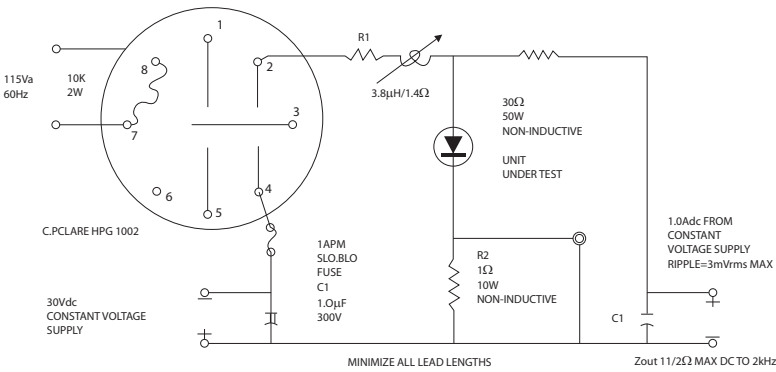 1
R1
2
8
115Va
60Hz
10K
2W
3.8µH/1.4Ω
30Ω
50W
NON-INDUCTIVE
3
UNIT
UNDER TEST
7
4
6
5
C.PCLARE HPG 1002
1.0Adc FROM
CONSTANT
VOLTAGE SUPPLY
RIPPLE=3mVrms MAX
1APM
SLO.BLO
FUSE
C1
1.OµF
300V
R2
1Ω
10W
NON-INDUCTIVE
30Vdc
CONSTANT VOLTAGE
SUPPLY
−
+
C1
+
−
MINIMIZE ALL LEAD LENGTHS
Zout 11/2Ω MAX DC TO 2kHz